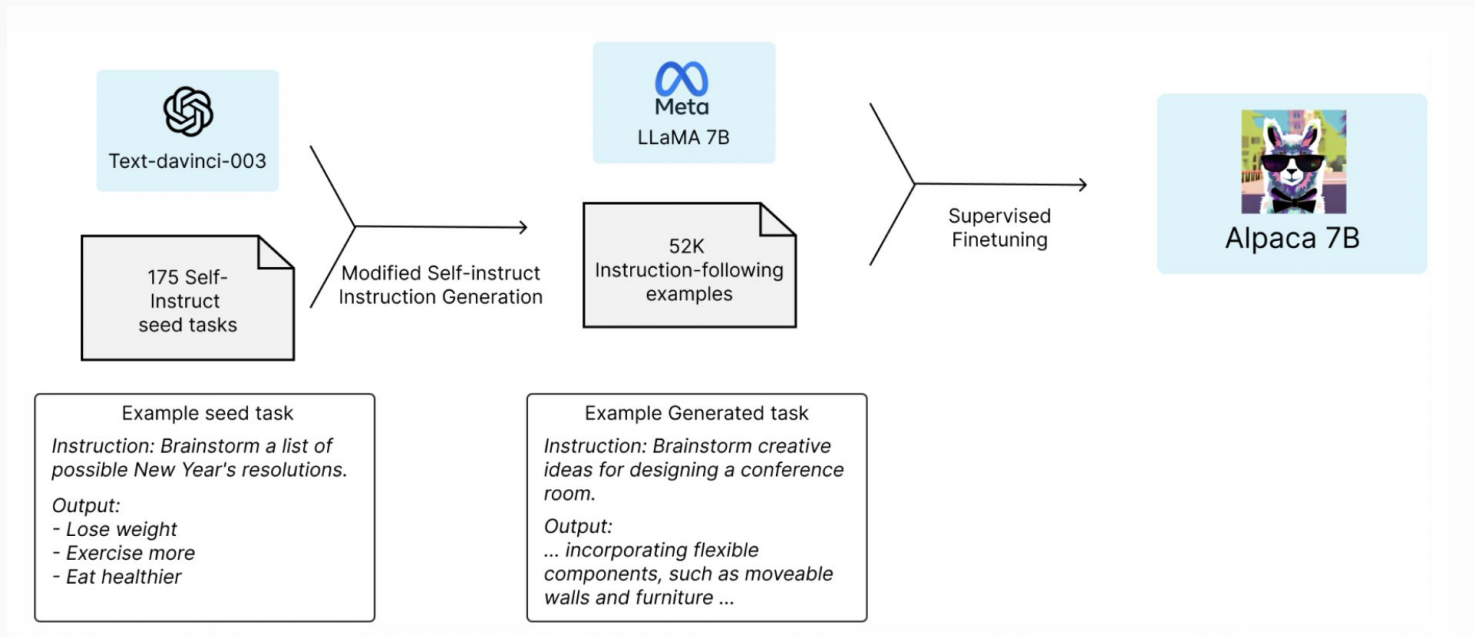 Text-davinci-003
175 Self-
Instruct
seed tasks
Modified Self-instruct
Instruction Generation
Meta
LLaMA 7B
52K
Instruction-following
examples
Supervised
Finetuning
Alpaca 7B
Example seed task
Instruction: Brainstorm a list of
possible New Year's resolutions.
Output:
- Lose weight
- Exercise more
- Eat healthier
Example Generated task
Instruction: Brainstorm creative
ideas for designing a conference
room.
Output:
... incorporating flexible
components, such as moveable
walls and furniture ...